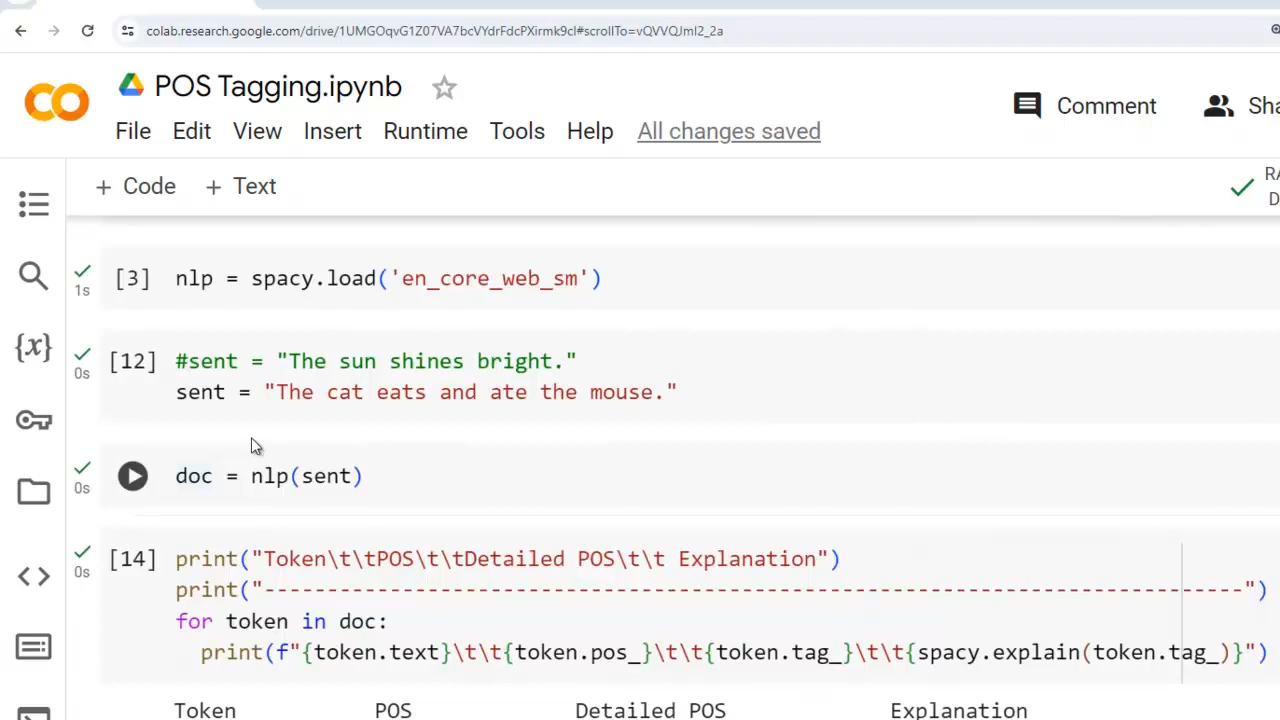 colab.research.google.com/drive/1UMGOqvG1Z07VA7bcVYdrFdcPXirmk9cI#scrollTo=vQVVQJmI2_2a
POS Tagging.ipynb
Comment
Sha
File Edit View Insert Runtime Tools Help All changes saved
+ Code + Text
RA
D
[3] nlp = spacy.load('en_core_web_sm')
1s
[12] #sent = "The sun shines bright."
0s
sent = "The cat eats and ate the mouse."
doc = nlp(sent)
0s
[14] print("Token\t\tPOS\t\tDetailed POS\t\t Explanation")
0s
print("------------------------------------------------------------------------------")
for token in doc:
print(f"{token.text}\t\t{token.pos_}\t\t{token.tag_}\t\t{spacy.explain(token.tag_)}")
Token POS Detailed POS Explanation